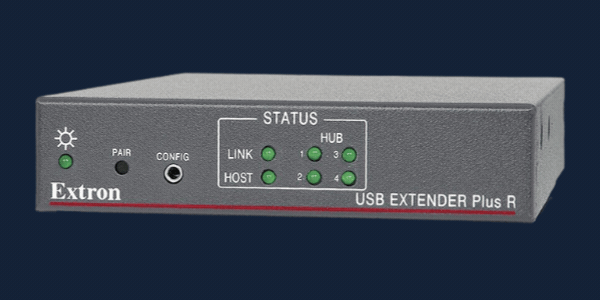 STATUS
HUB
PAIR
CONFIG
LINK
1
3
HOST
2
4
Extron
USB EXTENDER Plus R